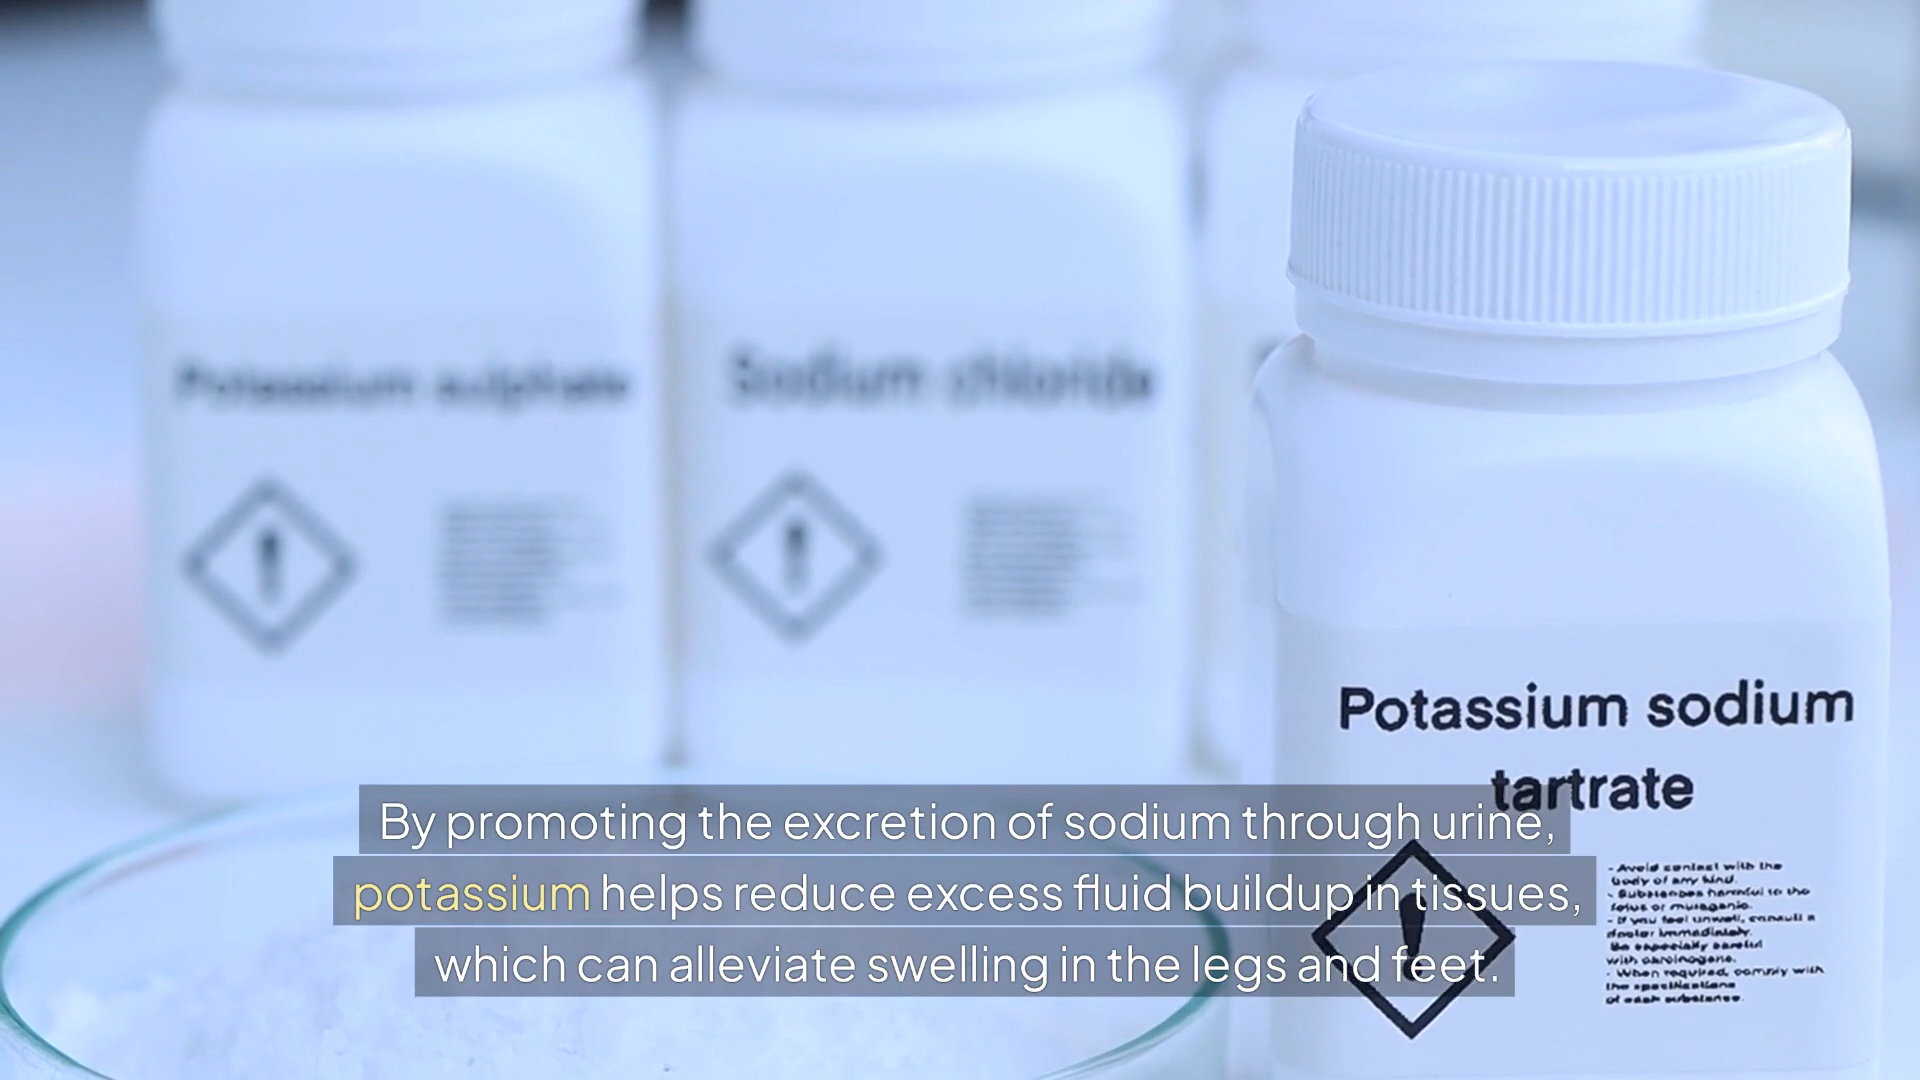 Potassium sulphate
Sodium chloride
Potassium sodium
tartrate
- Avoid contact with the
body of any kind.
- Substances harmful to the
fetus or mutagenic.
- If you feel unwell, consult a
doctor immediately.
Be especially careful
with carcinogens.
- When required, comply with
the specifications
of each substance.
By promoting the excretion of sodium through urine,
potassium helps reduce excess fluid buildup in tissues,
which can alleviate swelling in the legs and feet.